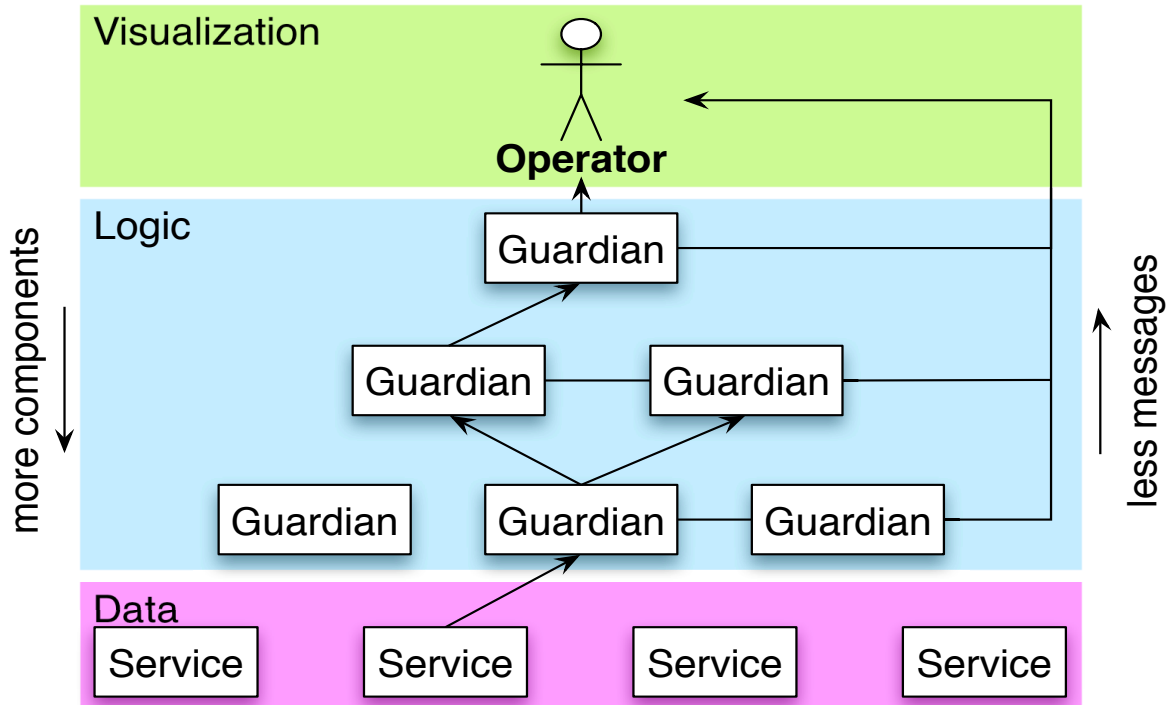 Visualization
Operator
Logic
Guardian
more components
less messages
Guardian Guardian
Guardian Guardian Guardian
Data
Service Service Service Service